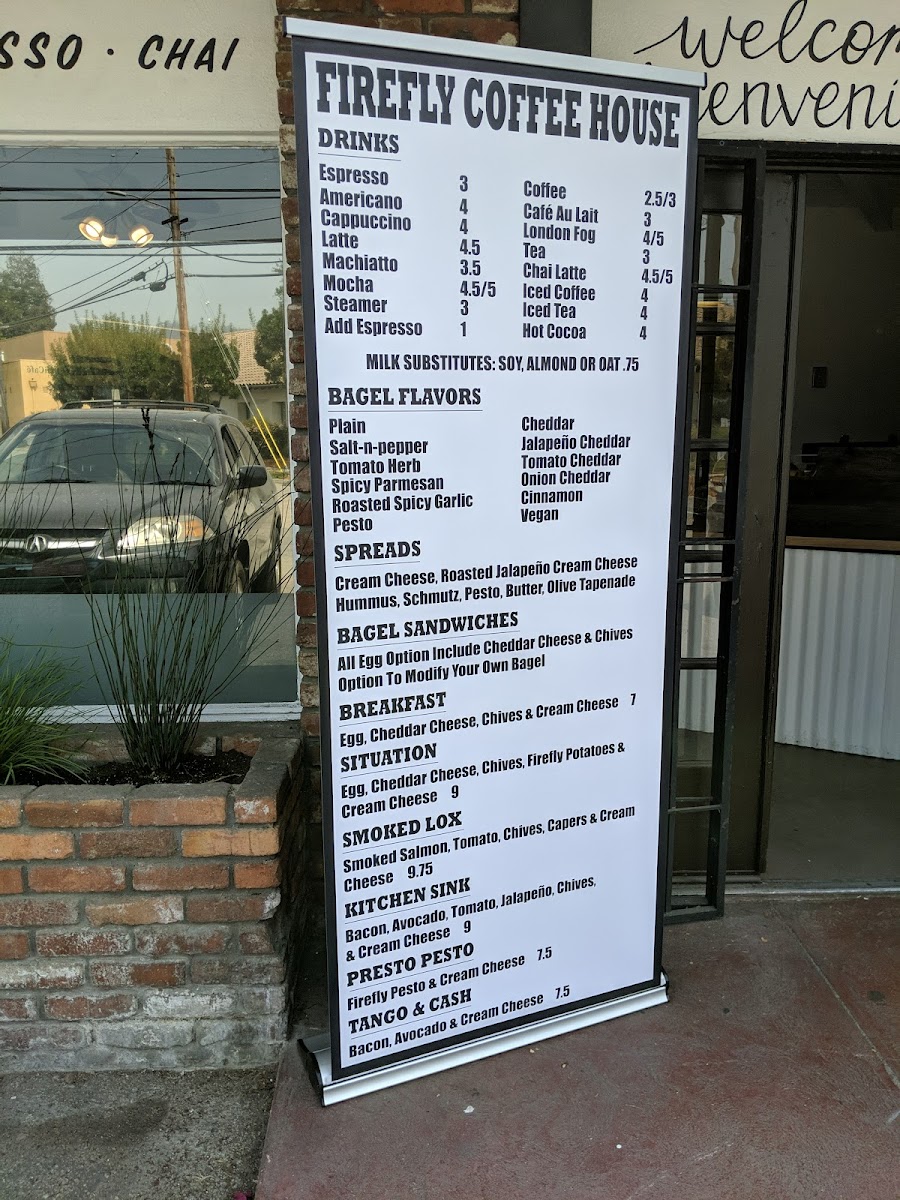 SSO · CHAI
welcom
enveni
FIREFLY COFFEE HOUSE
DRINKS
Espresso 3
Americano 4
Cappuccino 4
Latte 4.5
Machiatto 3.5
Mocha 4.5/5
Steamer 3
Add Espresso 1
Coffee 2.5/3
Café Au Lait 3
London Fog 4/5
Tea 3
Chai Latte 4.5/5
Iced Coffee 4
Iced Tea 4
Hot Cocoa 4
MILK SUBSTITUTES: SOY, ALMOND OR OAT .75
BAGEL FLAVORS
Plain
Salt-n-pepper
Tomato Herb
Spicy Parmesan
Roasted Spicy Garlic
Pesto
Cheddar
Jalapeño Cheddar
Tomato Cheddar
Onion Cheddar
Cinnamon
Vegan
SPREADS
Cream Cheese, Roasted Jalapeño Cream Cheese
Hummus, Schmutz, Pesto, Butter, Olive Tapenade
BAGEL SANDWICHES
All Egg Option Include Cheddar Cheese & Chives
Option To Modify Your Own Bagel
BREAKFAST
Egg, Cheddar Cheese, Chives & Cream Cheese 7
SITUATION
Egg, Cheddar Cheese, Chives, Firefly Potatoes &
Cream Cheese 9
SMOKED LOX
Smoked Salmon, Tomato, Chives, Capers & Cream
Cheese 9.75
KITCHEN SINK
Bacon, Avocado, Tomato, Jalapeño, Chives,
& Cream Cheese 9
PRESTO PESTO
Firefly Pesto & Cream Cheese 7.5
TANGO & CASH
Bacon, Avocado & Cream Cheese 7.5